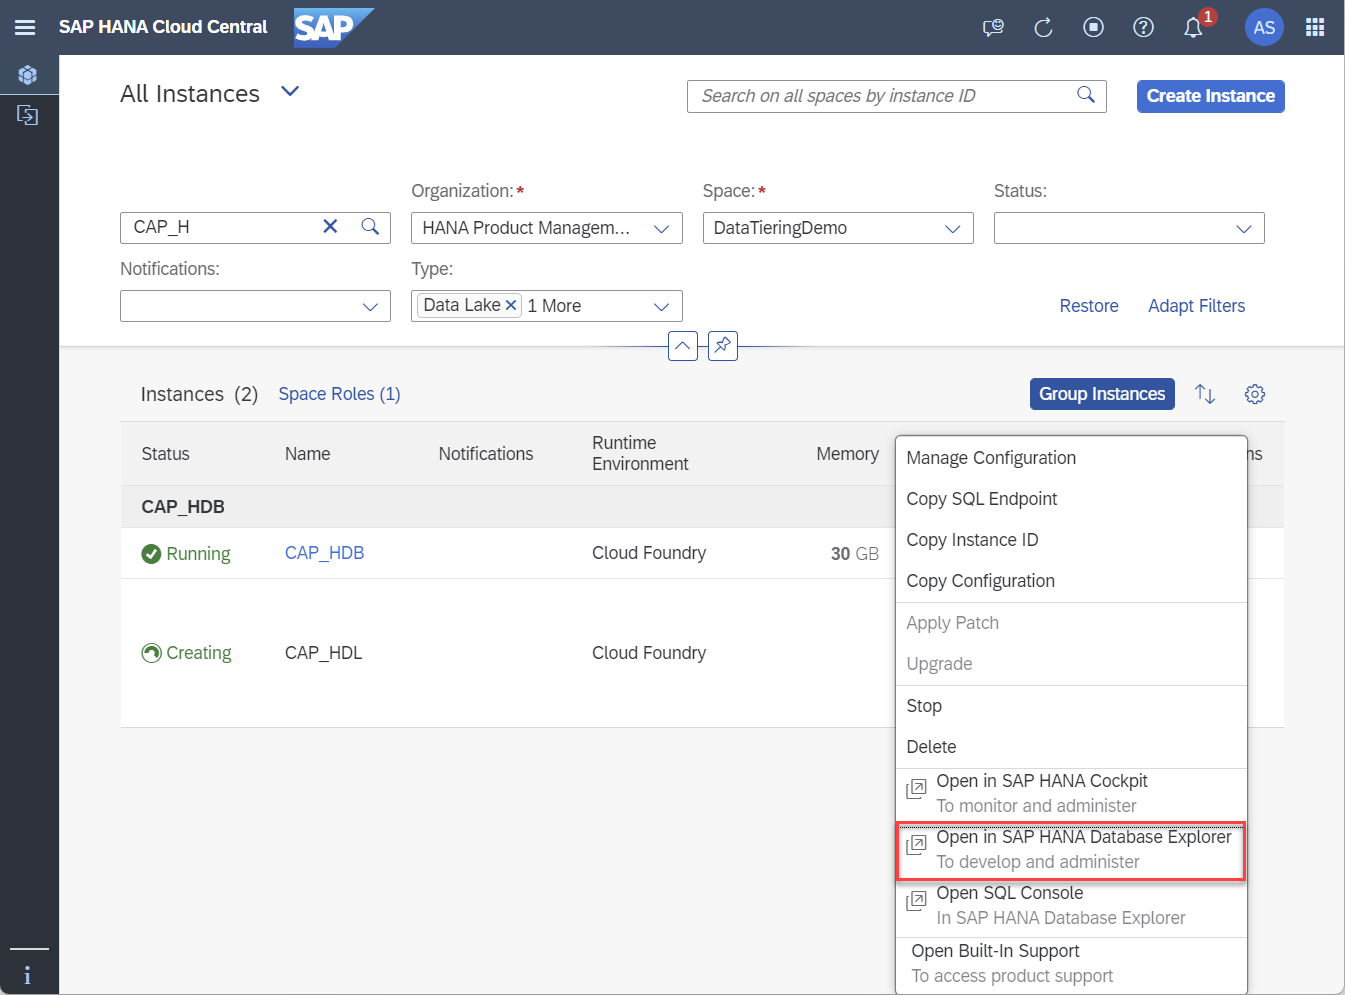 SAP HANA Cloud Central
SAP
1
AS
All Instances
Search on all spaces by instance ID
Create Instance
Organization:*
Space:*
Status:
CAP_H
HANA Product Managem...
DataTieringDemo
Notifications:
Type:
Data Lake
1 More
Restore
Adapt Filters
Instances (2)
Space Roles (1)
Group Instances
Status
Name
Notifications
Runtime
Environment
Memory
ns
CAP_HDB
Running
CAP_HDB
Cloud Foundry
30 GB
Creating
CAP_HDL
Cloud Foundry
Manage Configuration
Copy SQL Endpoint
Copy Instance ID
Copy Configuration
Apply Patch
Upgrade
Stop
Delete
Open in SAP HANA Cockpit
To monitor and administer
Open in SAP HANA Database Explorer
To develop and administer
Open SQL Console
In SAP HANA Database Explorer
Open Built-In Support
To access product support